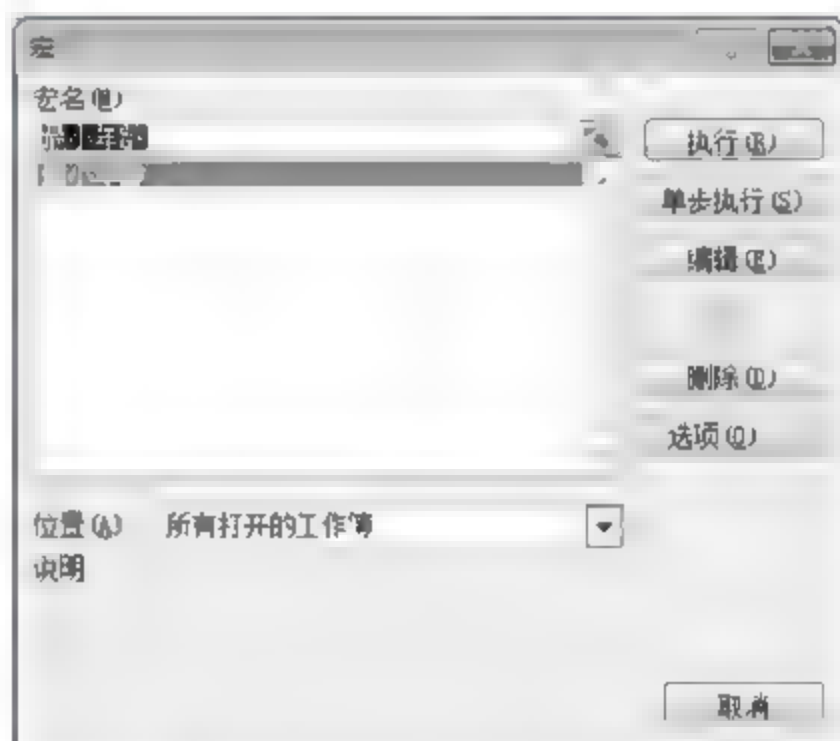 宏
宏名(M)
执行(R)
单步执行(S)
编辑(E)
删除(D)
选项(O)
位置(A) 所有打开的工作簿
说明
取消